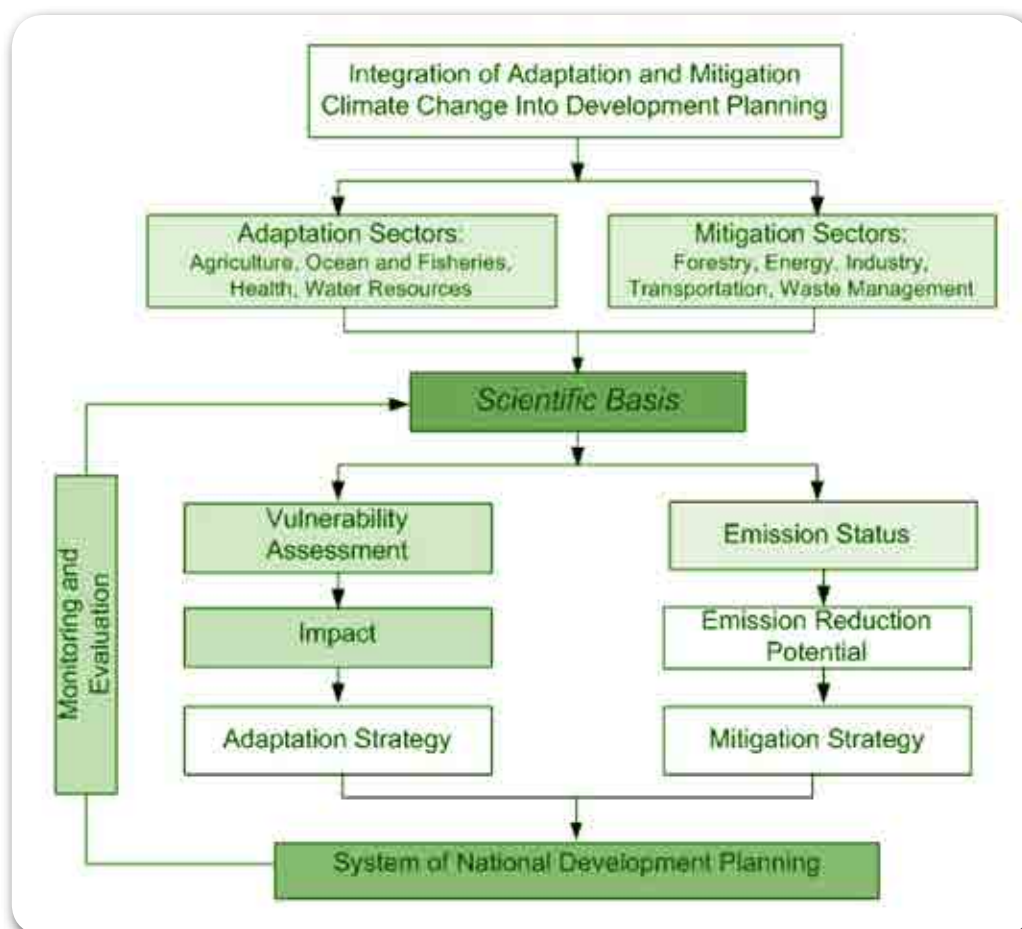 Integration of Adaptation and Mitigation
Climate Change Into Development Planning
Adaptation Sectors:
Agriculture, Ocean and Fisheries,
Health, Water Resources
Mitigation Sectors:
Forestry, Energy, Industry,
Transportation, Waste Management
Scientific Basis
Monitoring and
Evaluation
Vulnerability
Assessment
Emission Status
Impact
Emission Reduction
Potential
Adaptation Strategy
Mitigation Strategy
System of National Development Planning